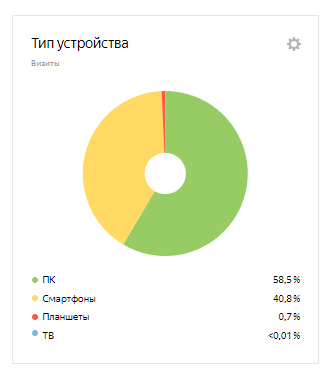 Тип устройства
Визиты
ПК 58,5%
Смартфоны 40,8%
Планшеты 0,7%
ТВ <0,01%